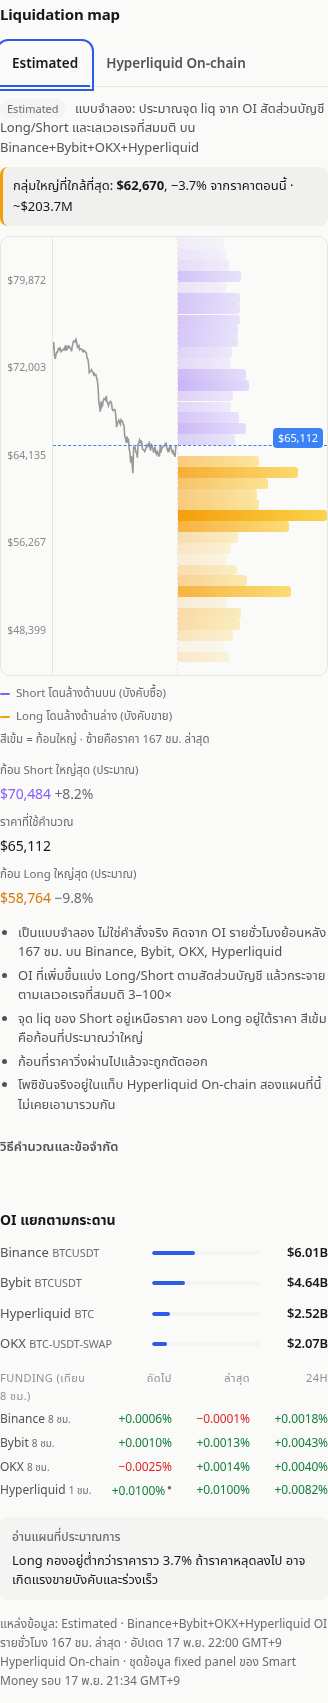 Liquidation map
Estimated
Hyperliquid On-chain
Estimated แบบจำลอง: ประมาณจุด liq จาก OI สัดส่วนบัญชี
Long/Short และเลเวอเรจที่สมมติ บน
Binance+Bybit+OKX+Hyperliquid
กลุ่มใหญ่ที่ใกล้ที่สุด: $62,670, −3.7% จากราคาตอนนี้ ·
~$203.7M
$79,872
$72,003
$65,112
$64,135
$56,267
$48,399
Short โดนล้างด้านบน (บังคับซื้อ)
Long โดนล้างด้านล่าง (บังคับขาย)
สีเข้ม = ก้อนใหญ่ · ซ้ายคือราคา 167 ชม. ล่าสุด
ก้อน Short ใหญ่สุด (ประมาณ)
$70,484 +8.2%
ราคาที่ใช้คำนวณ
$65,112
ก้อน Long ใหญ่สุด (ประมาณ)
$58,764 −9.8%
เป็นแบบจำลอง ไม่ใช่คำสั่งจริง คิดจาก OI รายชั่วโมงย้อนหลัง
167 ชม. บน Binance, Bybit, OKX, Hyperliquid
OI ที่เพิ่มขึ้นแบ่ง Long/Short ตามสัดส่วนบัญชี แล้วกระจาย
ตามเลเวอเรจที่สมมติ 3–100×
จุด liq ของ Short อยู่เหนือราคา ของ Long อยู่ใต้ราคา สีเข้ม
คือก้อนที่ประมาณว่าใหญ่
ก้อนที่ราคาวิ่งผ่านไปแล้วจะถูกตัดออก
โพซิชันจริงอยู่ในแท็บ Hyperliquid On-chain สองแผนที่นี้
ไม่เคยเอามารวมกัน
วิธีคำนวณและข้อจำกัด
OI แยกตามกระดาน
Binance BTCUSDT $6.01B
Bybit BTCUSDT $4.64B
Hyperliquid BTC $2.52B
OKX BTC-USDT-SWAP $2.07B
FUNDING (เทียบ ถัดไป ล่าสุด 24H
8 ชม.)
Binance 8 ชม. +0.0006% −0.0001% +0.0018%
Bybit 8 ชม. +0.0010% +0.0013% +0.0043%
OKX 8 ชม. −0.0025% +0.0014% +0.0040%
Hyperliquid 1 ชม. +0.0100%• +0.0100% +0.0082%
อ่านแผนที่ประมาณการ
Long กองอยู่ต่ำกว่าราคาราว 3.7% ถ้าราคาหลุดลงไป อาจ
เกิดแรงขายบังคับและร่วงเร็ว
แหล่งข้อมูล: Estimated · Binance+Bybit+OKX+Hyperliquid OI
รายชั่วโมง 167 ชม. ล่าสุด · อัปเดต 17 พ.ย. 22:00 GMT+9
Hyperliquid On-chain · ชุดข้อมูล fixed panel ของ Smart
Money รอบ 17 พ.ย. 21:34 GMT+9